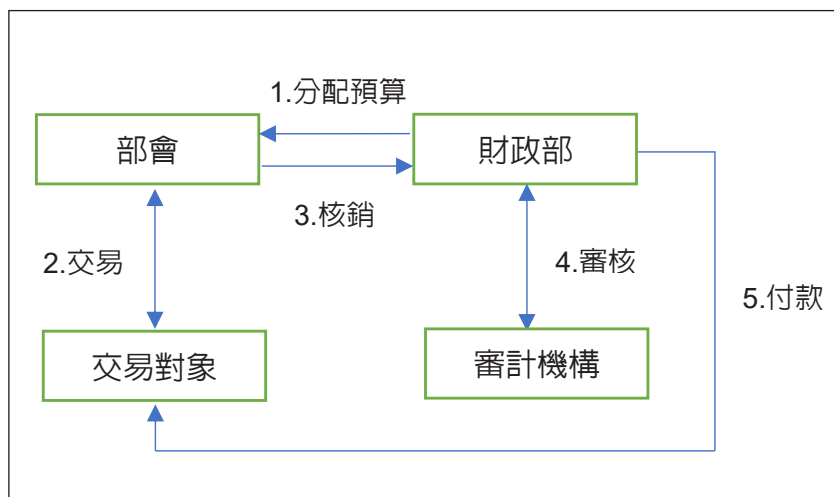 1.分配預算
部會
財政部
3.核銷
2.交易
4.審核
5.付款
交易對象
審計機構